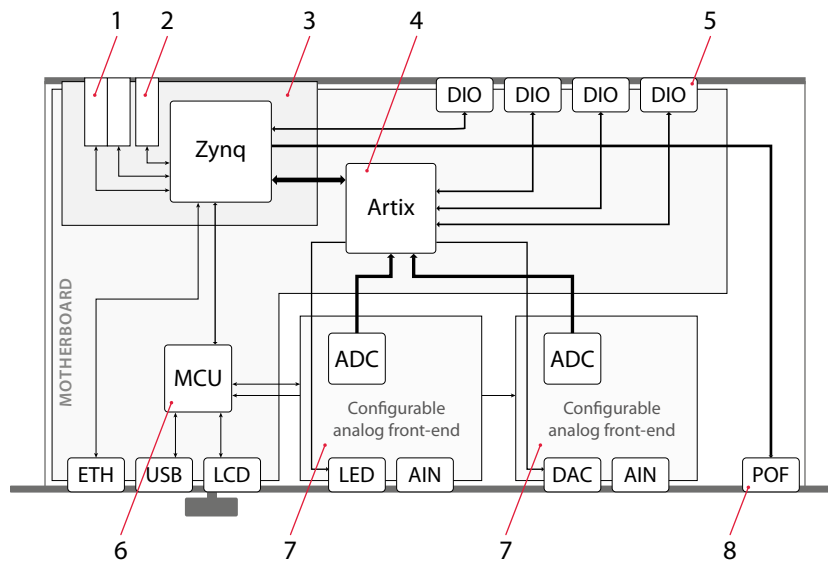 1 2 3 4 5
DIO DIO DIO DIO
Zynq
Artix
MOTHERBOARD
ADC ADC
MCU
Configurable
analog front-end
Configurable
analog front-end
ETH USB LCD LED AIN DAC AIN POF
6 7 7 8